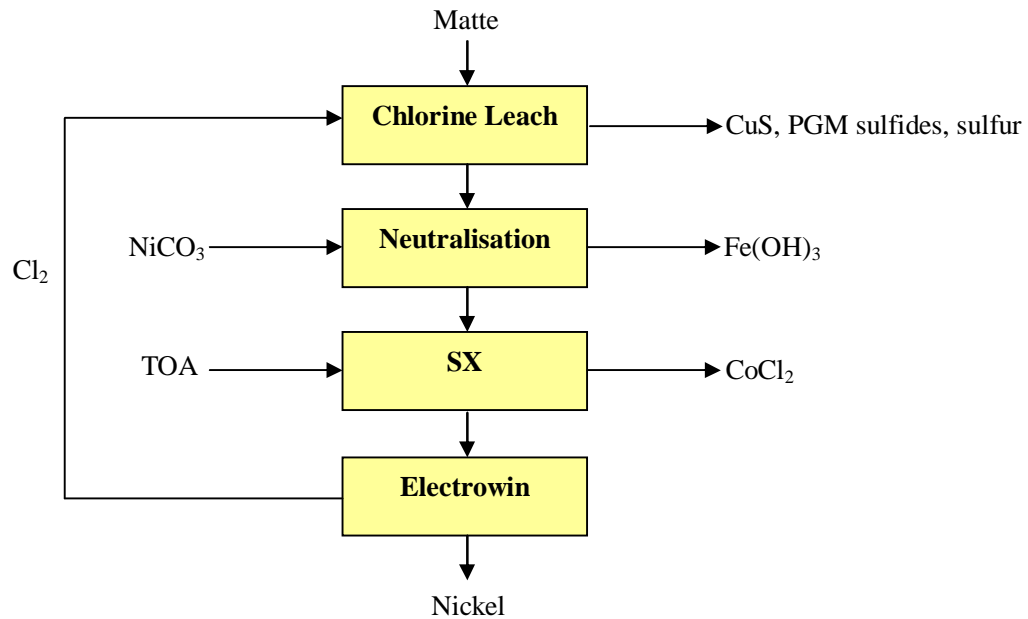 Matte
Chlorine Leach
CuS, PGM sulfides, sulfur
NiCO₃
Neutralisation
Fe(OH)₃
Cl₂
TOA
SX
CoCl₂
Electrowin
Nickel